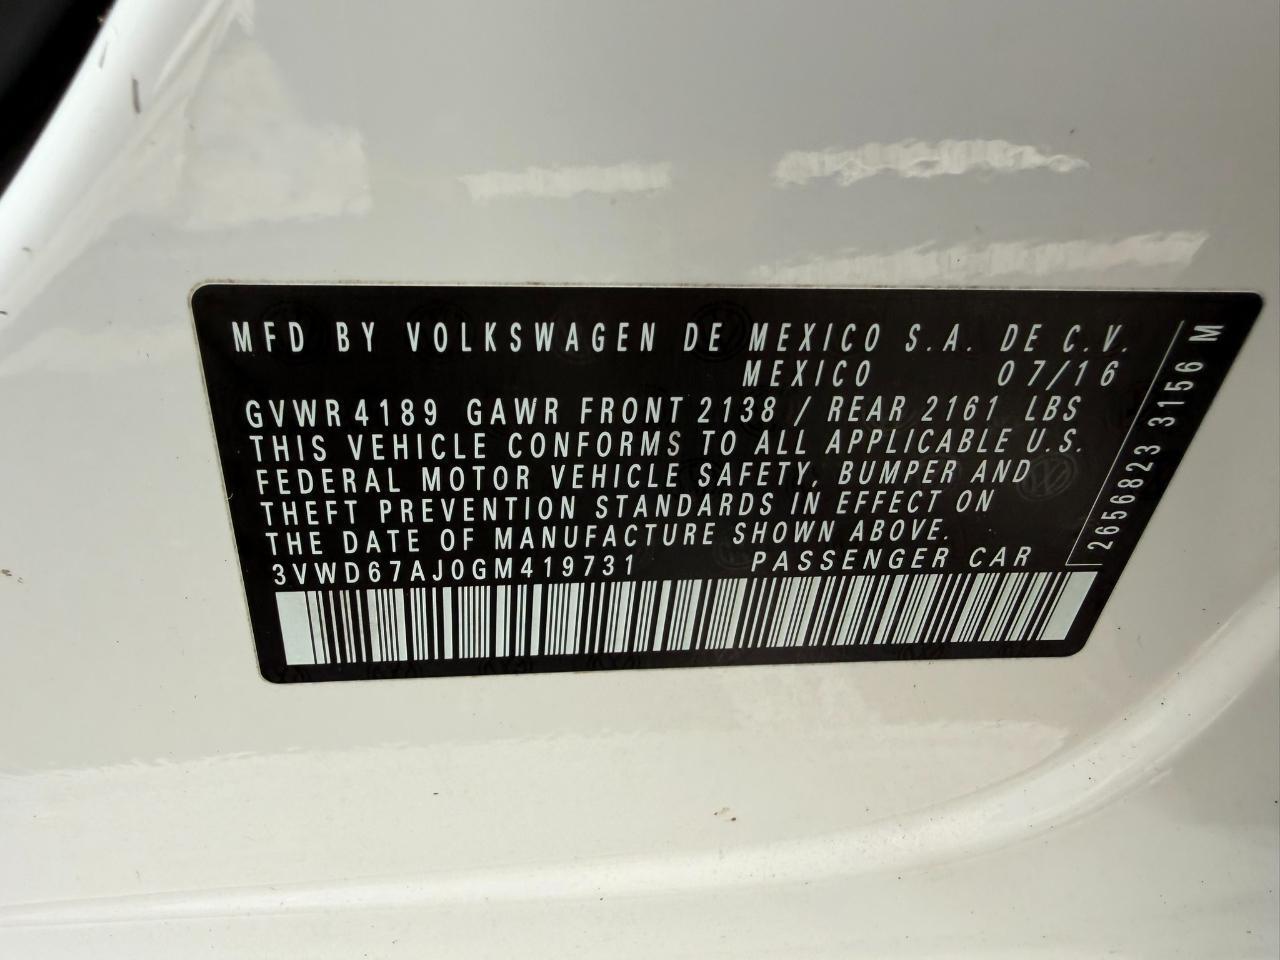 MFD BY VOLKSWAGEN DE MEXICO S.A. DE C.V.
MEXICO 07/16
GVWR 4189 GAWR FRONT 2138 / REAR 2161 LBS
THIS VEHICLE CONFORMS TO ALL APPLICABLE U.S.
FEDERAL MOTOR VEHICLE SAFETY, BUMPER AND
THEFT PREVENTION STANDARDS IN EFFECT ON
THE DATE OF MANUFACTURE SHOWN ABOVE.
3VWD67AJ0GM419731 PASSENGER CAR
2656823 3156 M